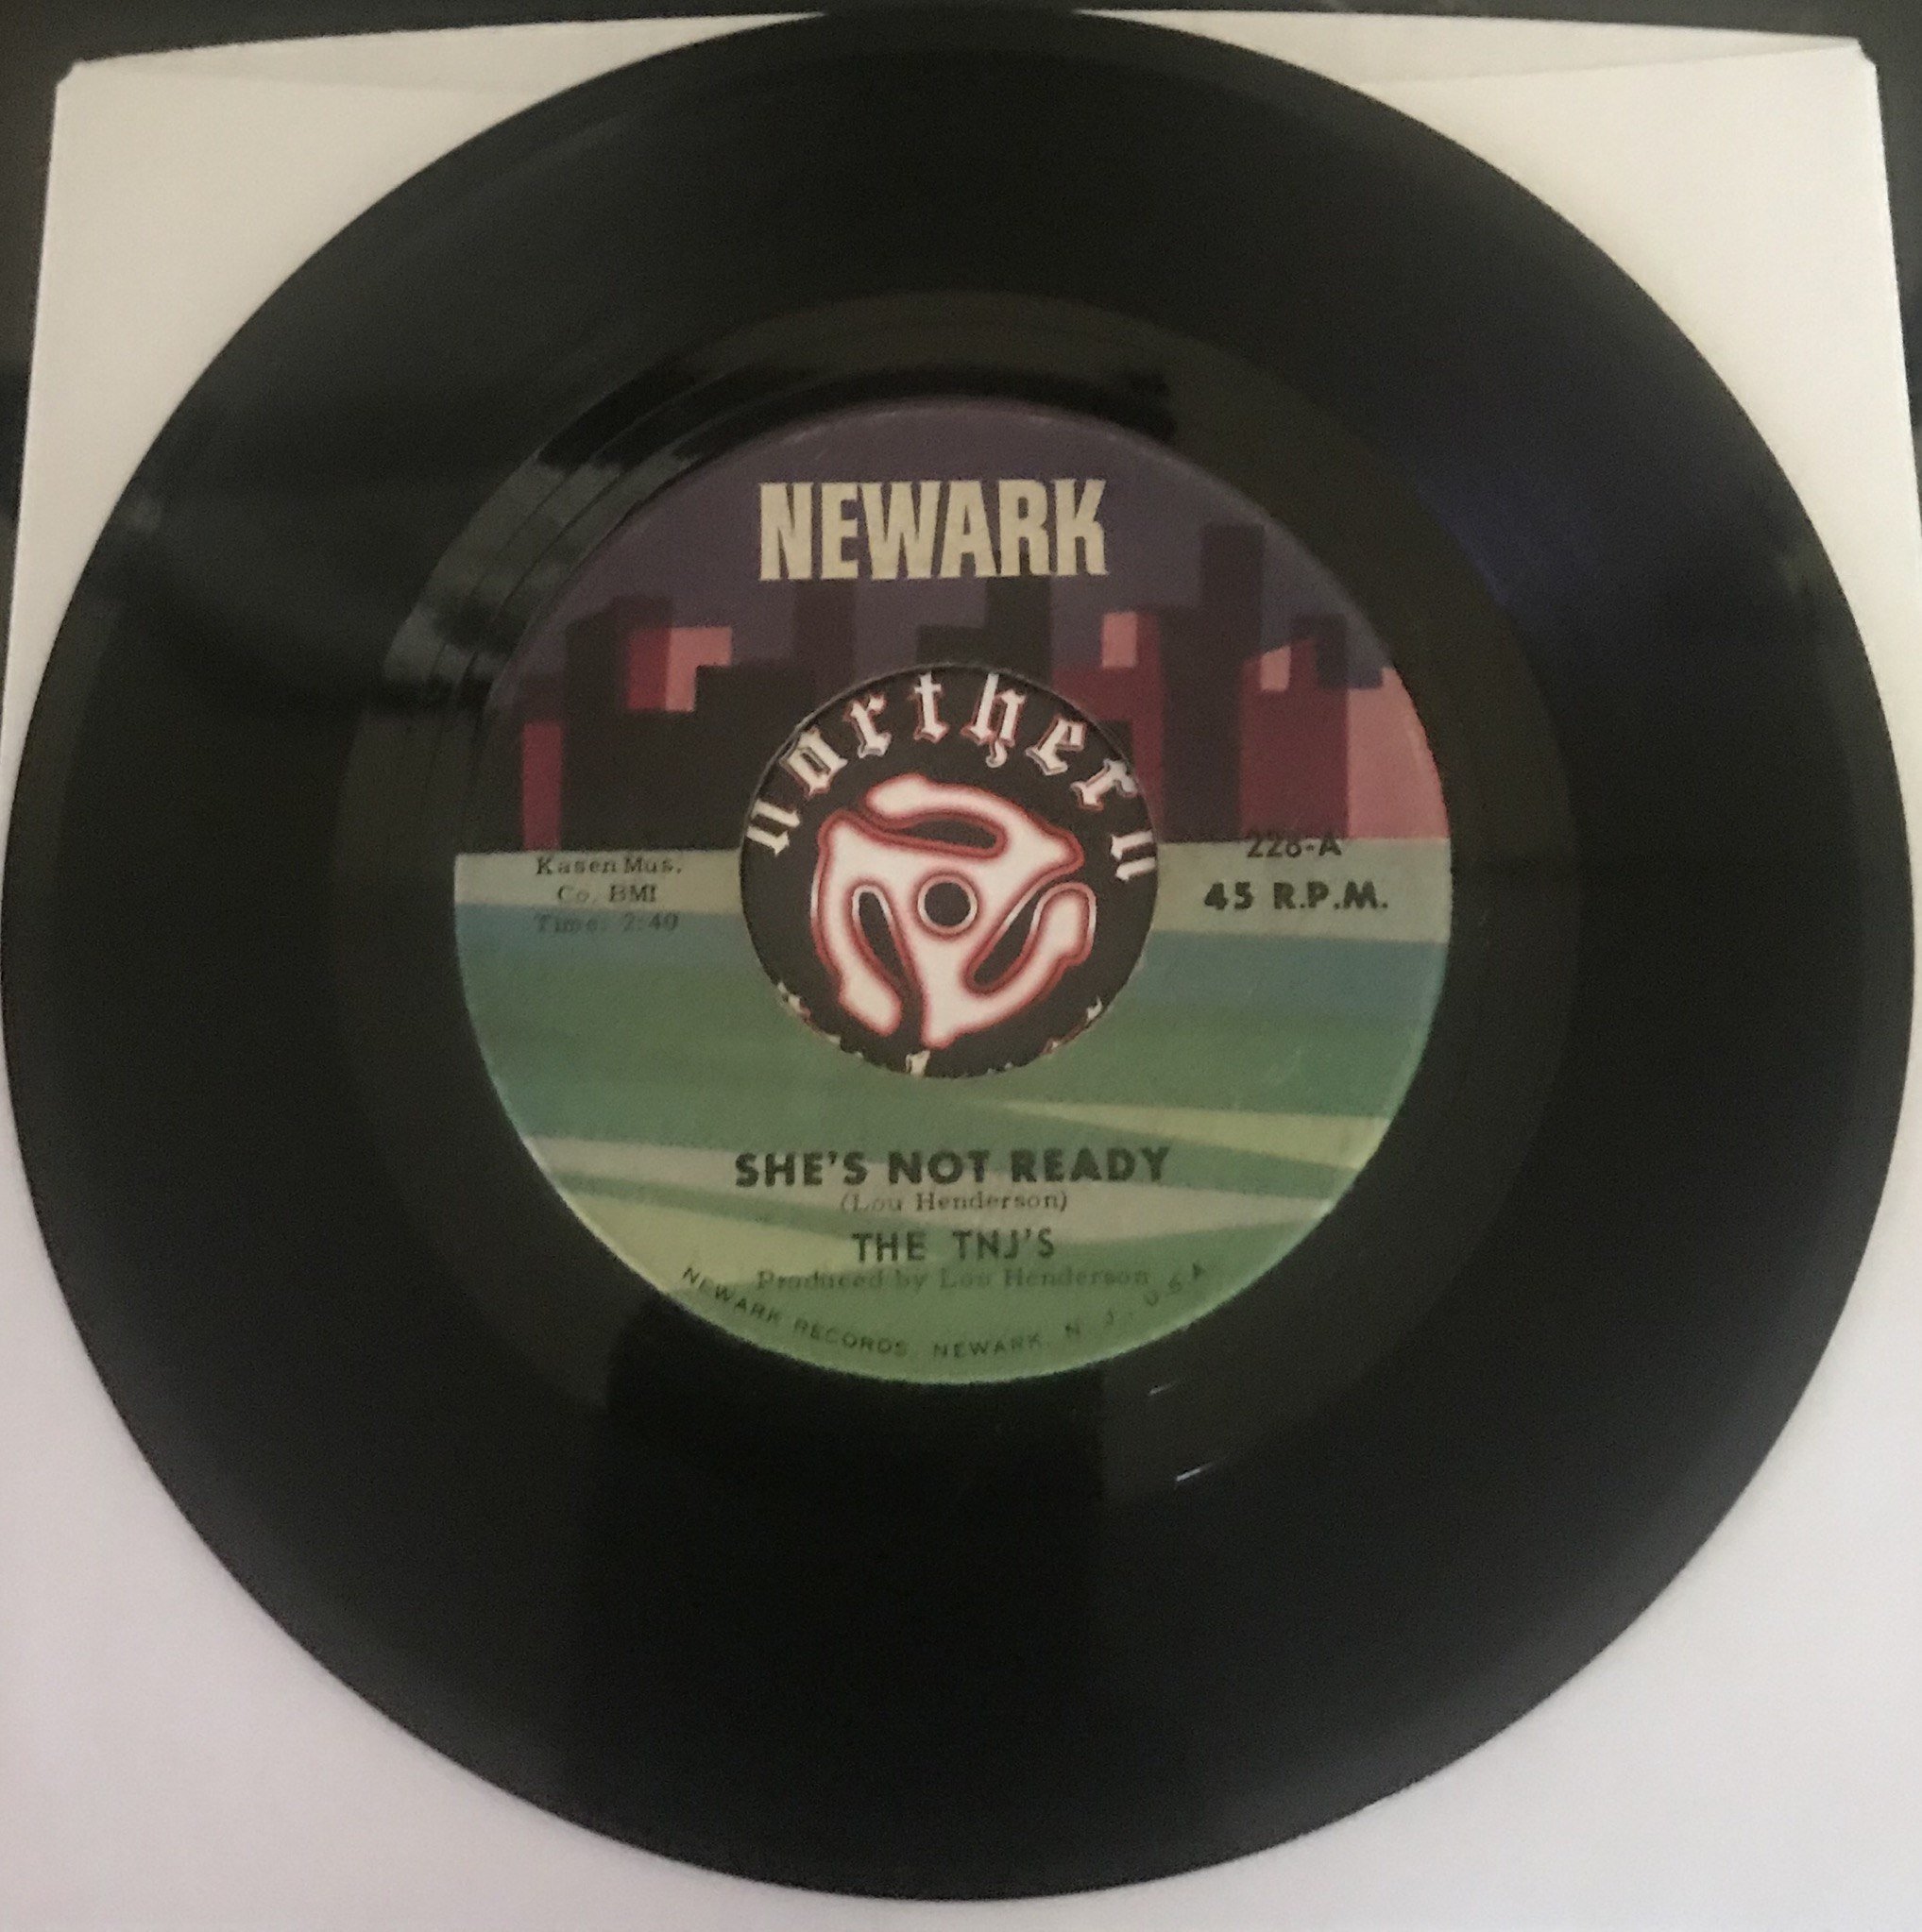 NEWARK
northern
Kasen Mus.
Co. BMI
Time: 2:40
228-A
45 R.P.M.
SHE'S NOT READY
(Lou Henderson)
THE TNJ'S
Produced by Lou Henderson
NEWARK RECORDS, NEWARK, N. J. - U.S.A.